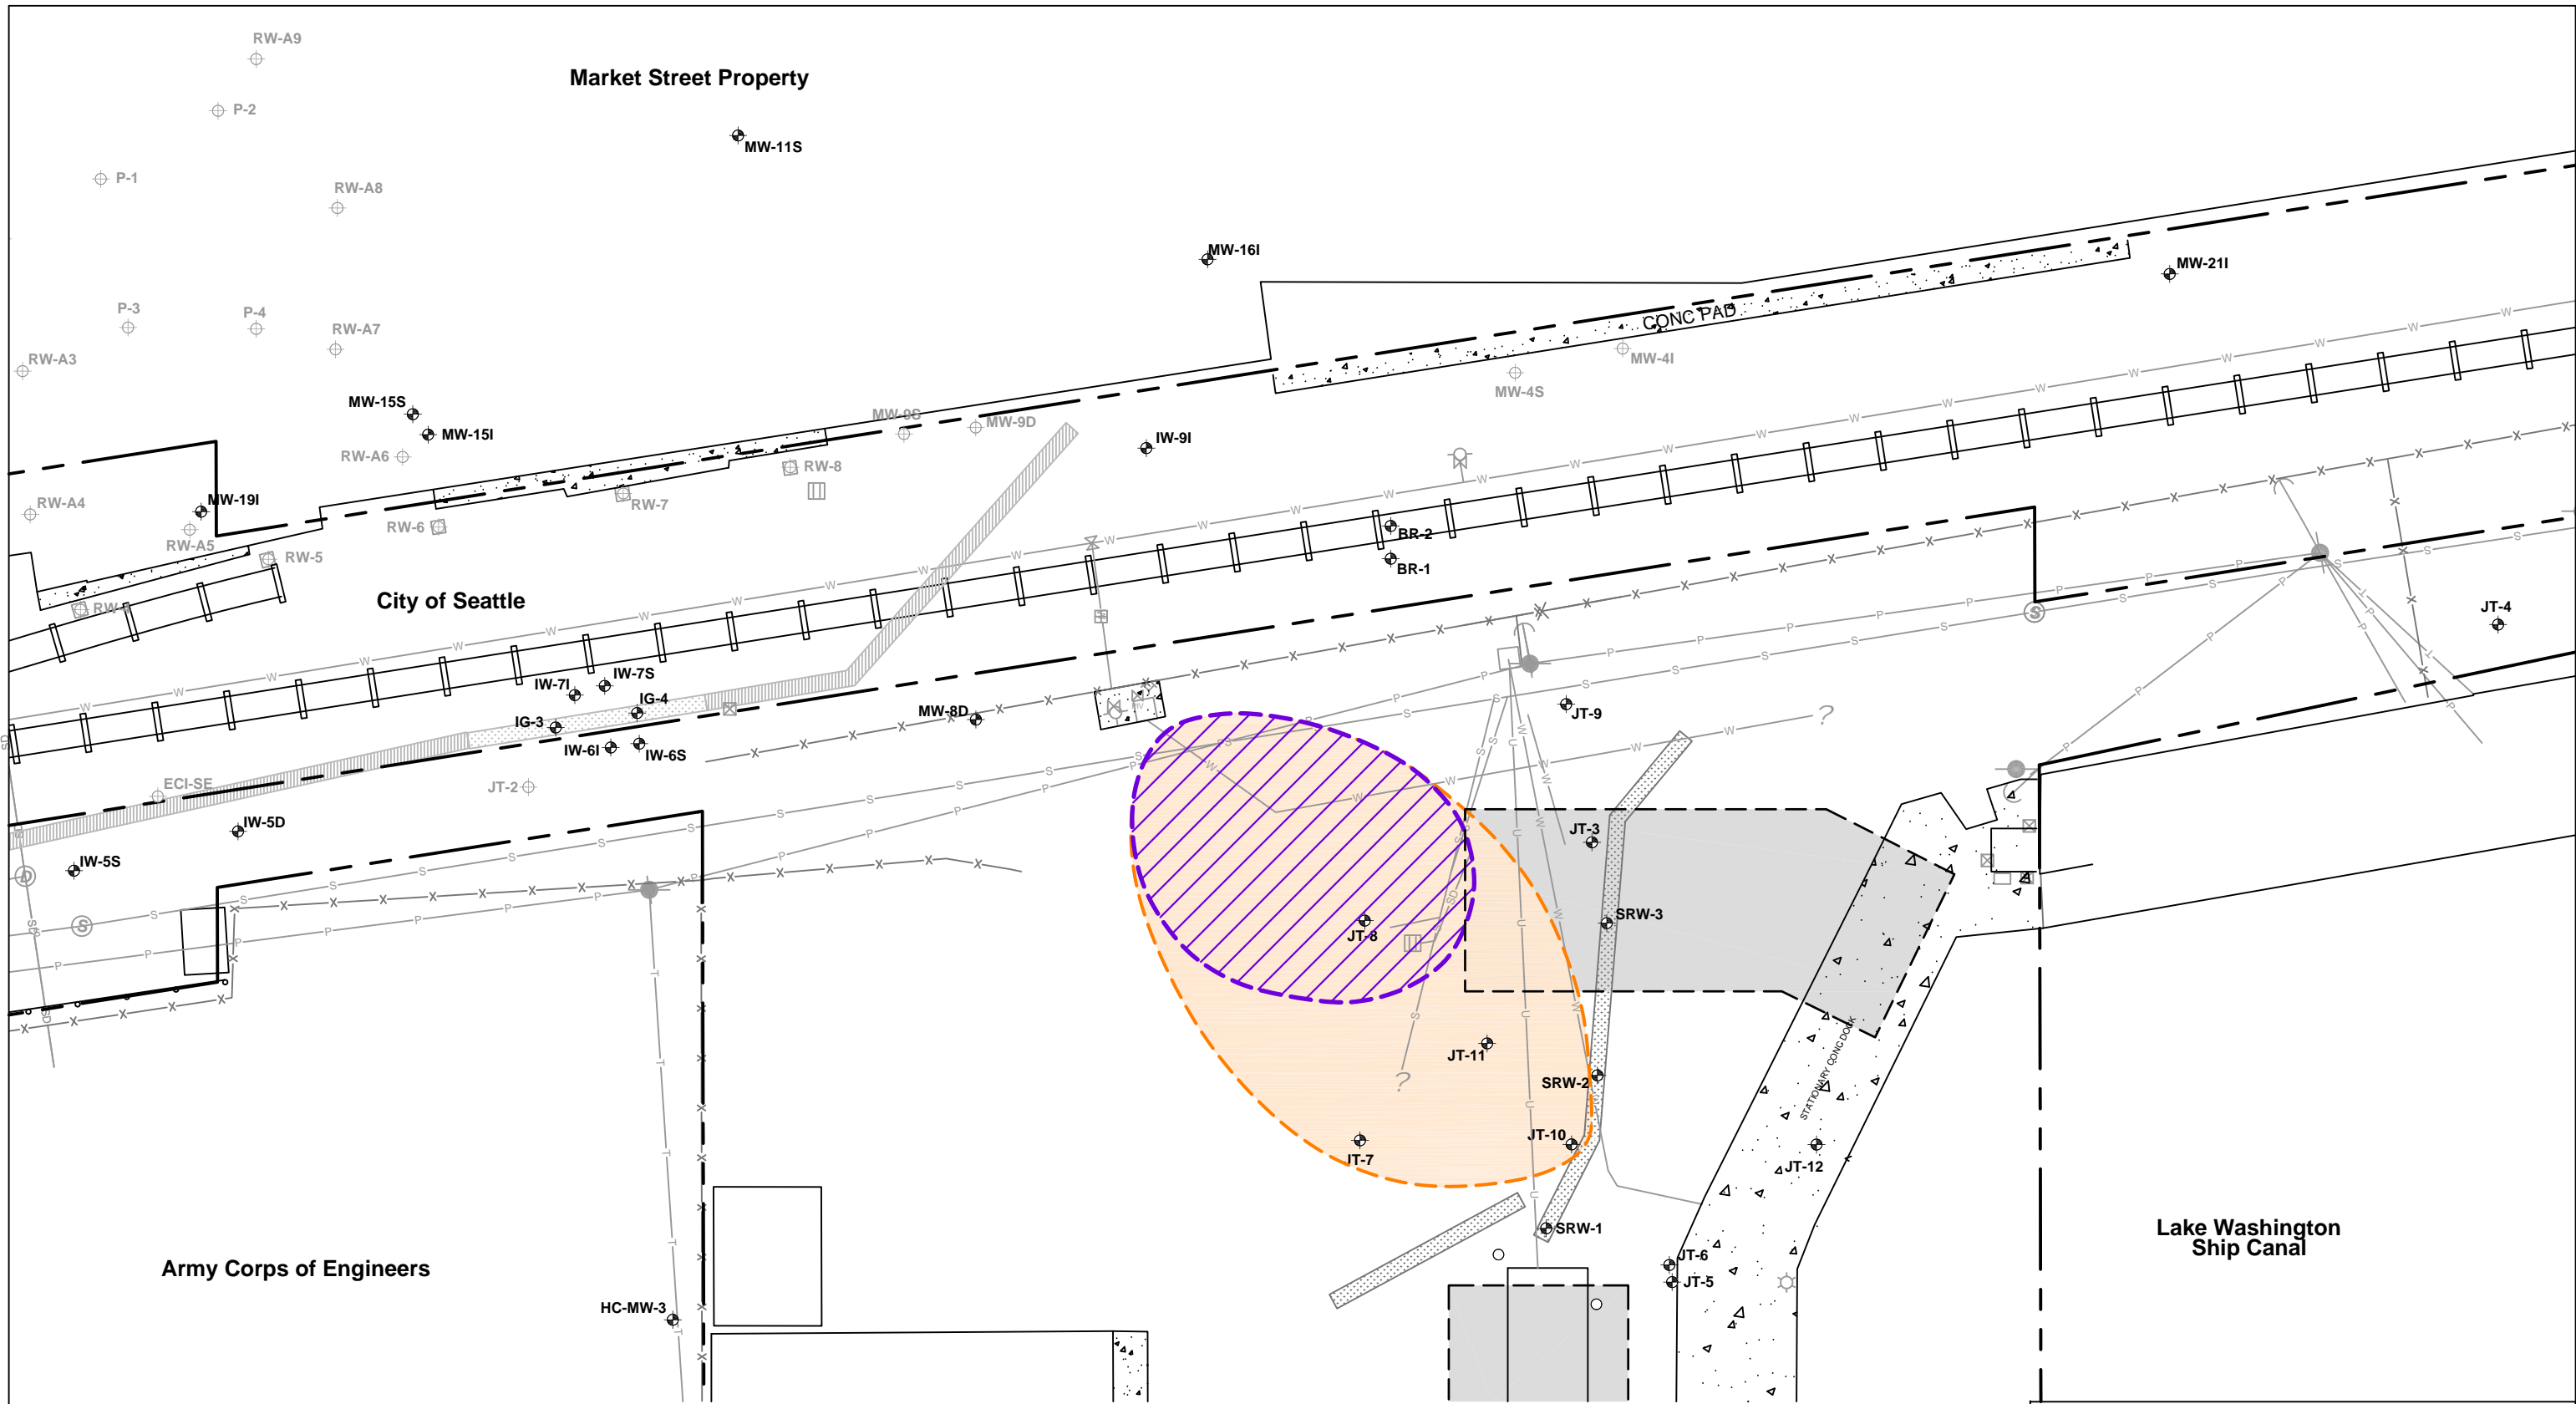 RW-A9
Market Street Property
P-2
MW-11S
P-1
RW-A8
MW-16I
MW-21I
P-3
P-4
RW-A7
CONC PAD
RW-A3
MW-4I
MW-4S
MW-15S
MW-15I
MW-9S
MW-9D
IW-9I
RW-A6
RW-8
RW-7
RW-A4
MW-19I
RW-6
RW-A5
RW-5
BR-2
BR-1
City of Seattle
JT-4
IW-7S
IW-7I
IG-4
IG-3
MW-8D
JT-9
IW-6I
IW-6S
ECI-SE
JT-2
IW-5D
JT-3
IW-5S
SRW-3
JT-8
JT-11
SRW-2
STATIONARY CONC DOCK
JT-10
JT-7
JT-12
SRW-1
Lake Washington
Ship Canal
JT-6
JT-5
Army Corps of Engineers
HC-MW-3